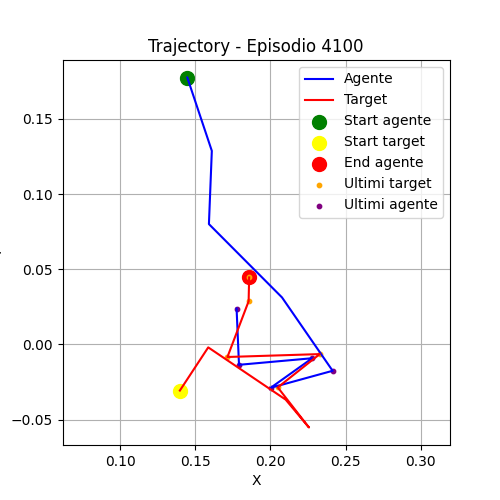 Trajectory - Episodio 4100
Agente
Target
Start agente
Start target
End agente
Ultimi target
Ultimi agente
0.15
0.10
0.05
0.00
−0.05
0.10
0.15
0.20
0.25
0.30
X